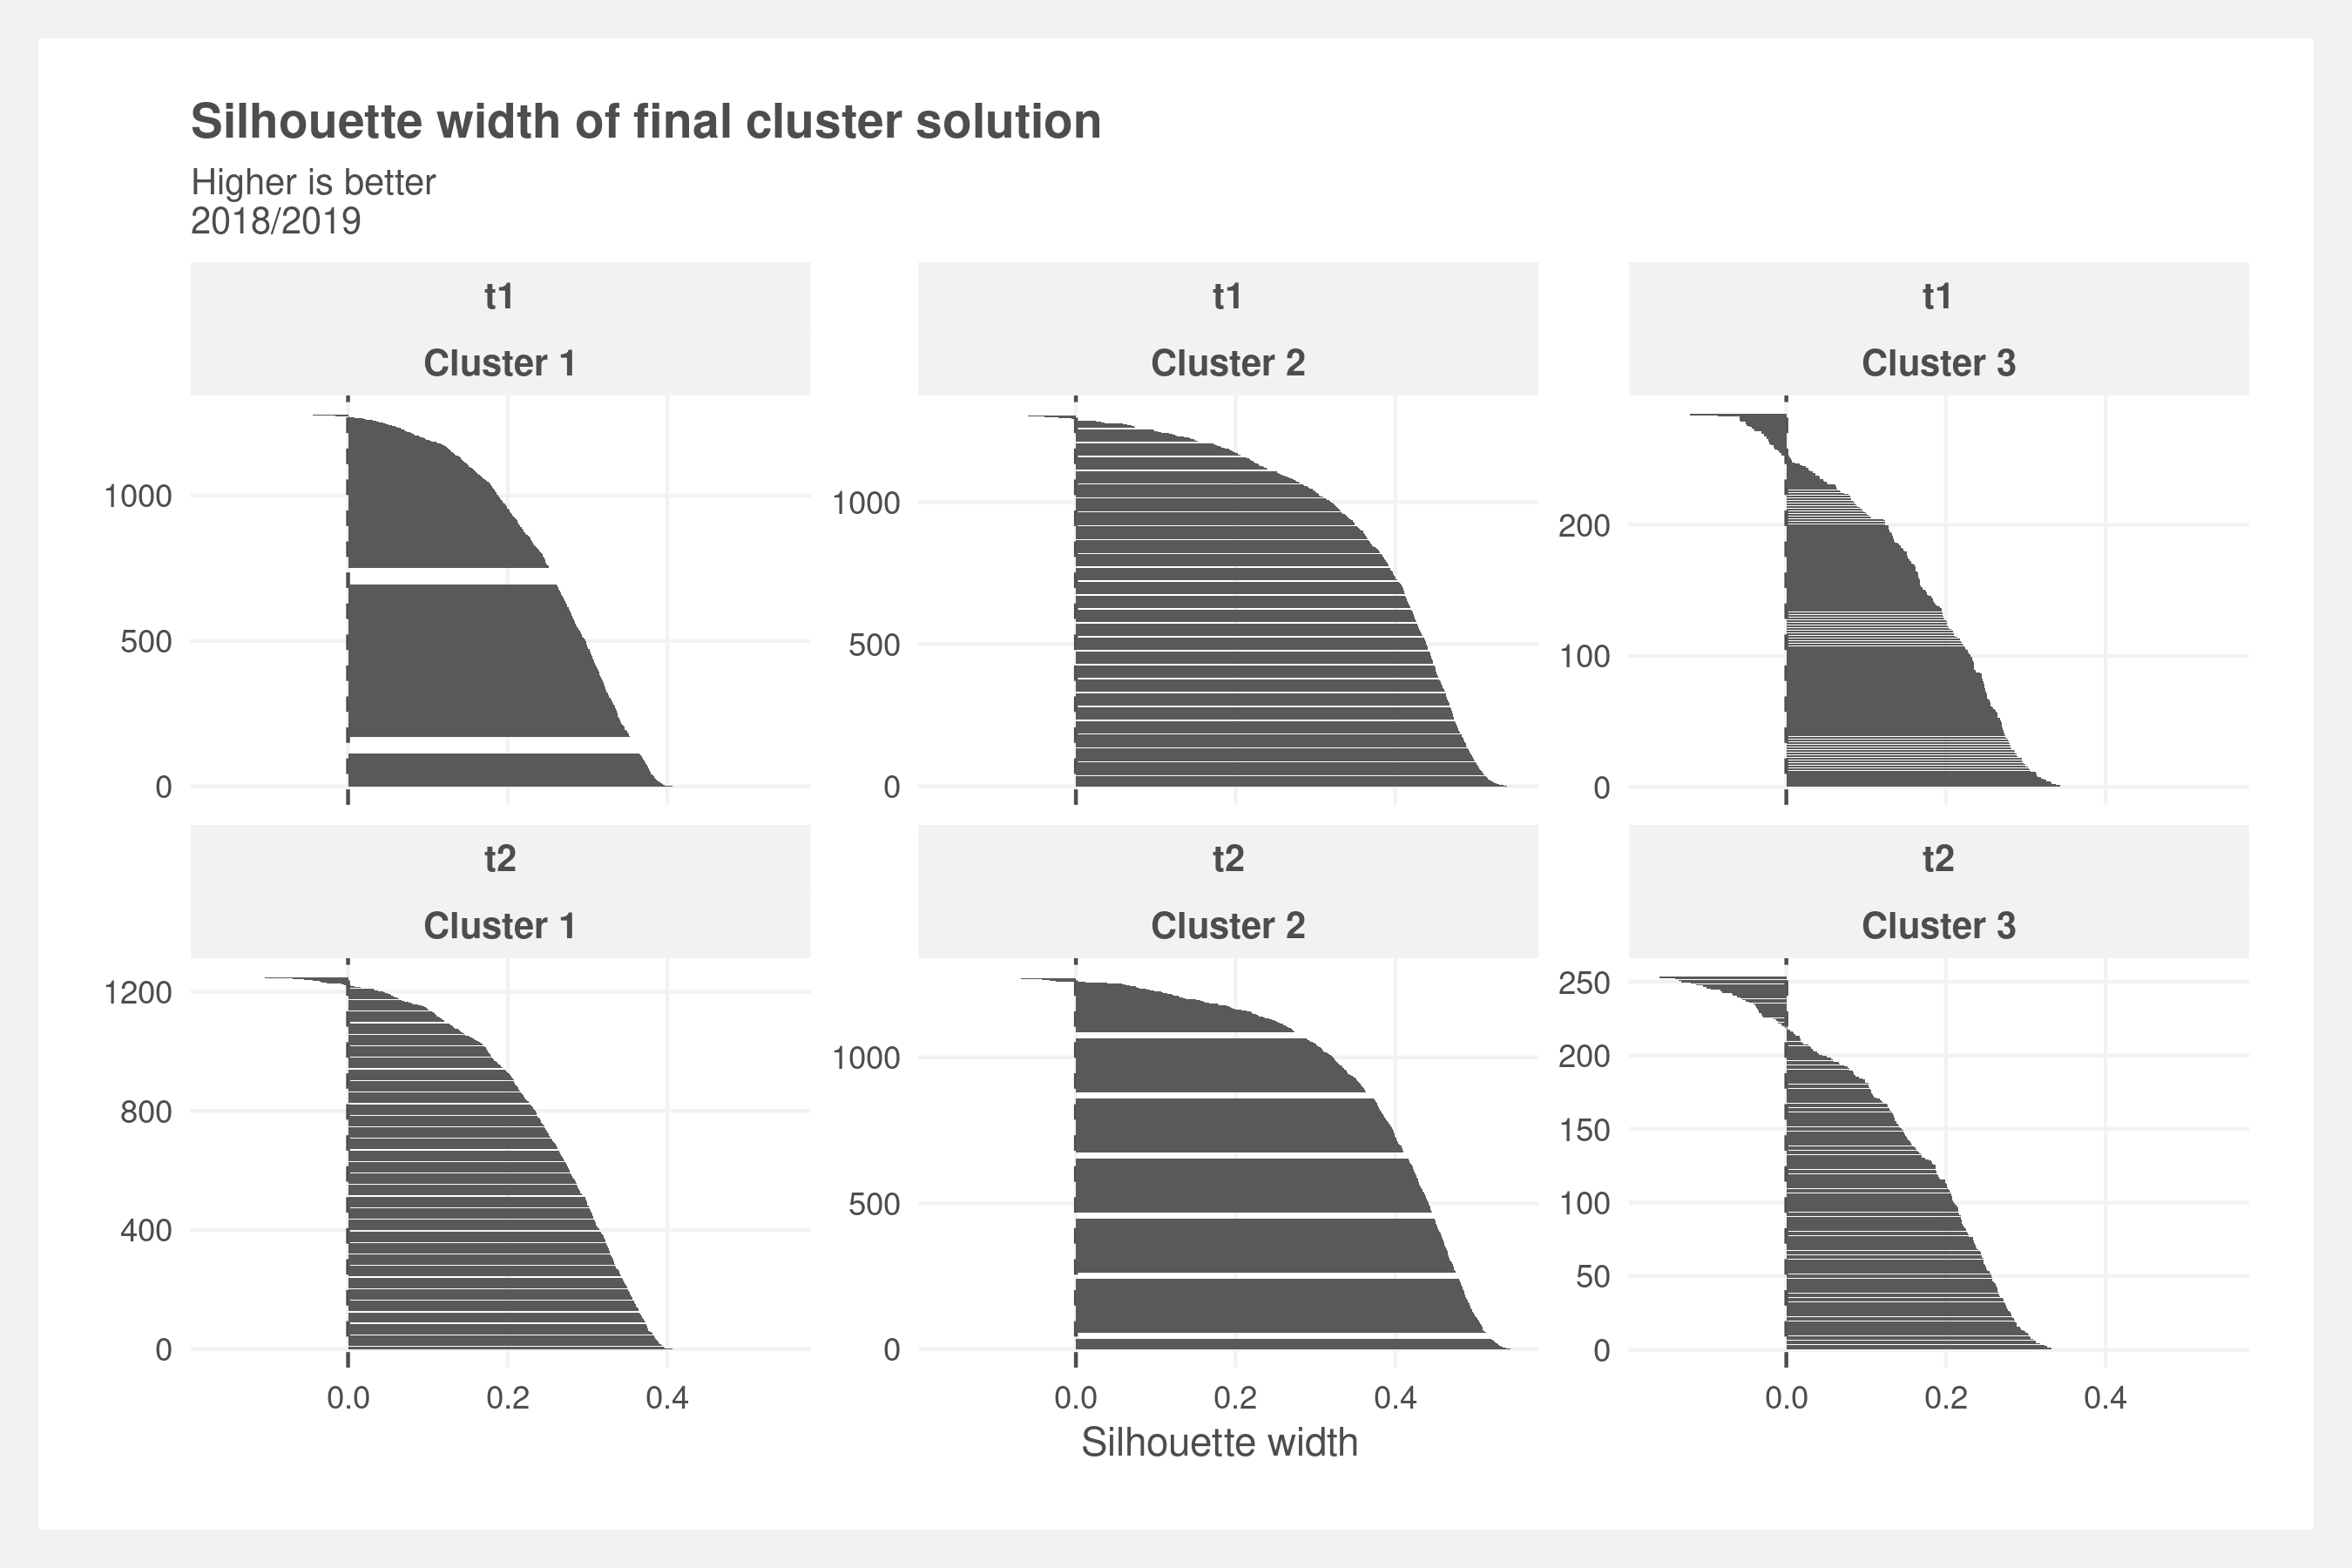 Silhouette width of final cluster solution
Higher is better
2018/2019
t1
Cluster 1
t1
Cluster 2
t1
Cluster 3
1000
500
0
1000
500
0
200
100
0
t2
Cluster 1
t2
Cluster 2
t2
Cluster 3
1200
800
400
0
1000
500
0
250
200
150
100
50
0
0.0 0.2 0.4
0.0 0.2 0.4
0.0 0.2 0.4
Silhouette width